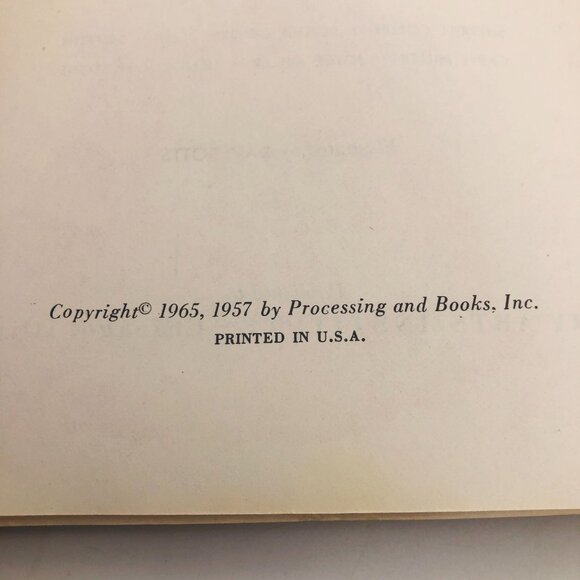 Copyright© 1965, 1957 by Processing and Books, Inc.
PRINTED IN U.S.A.